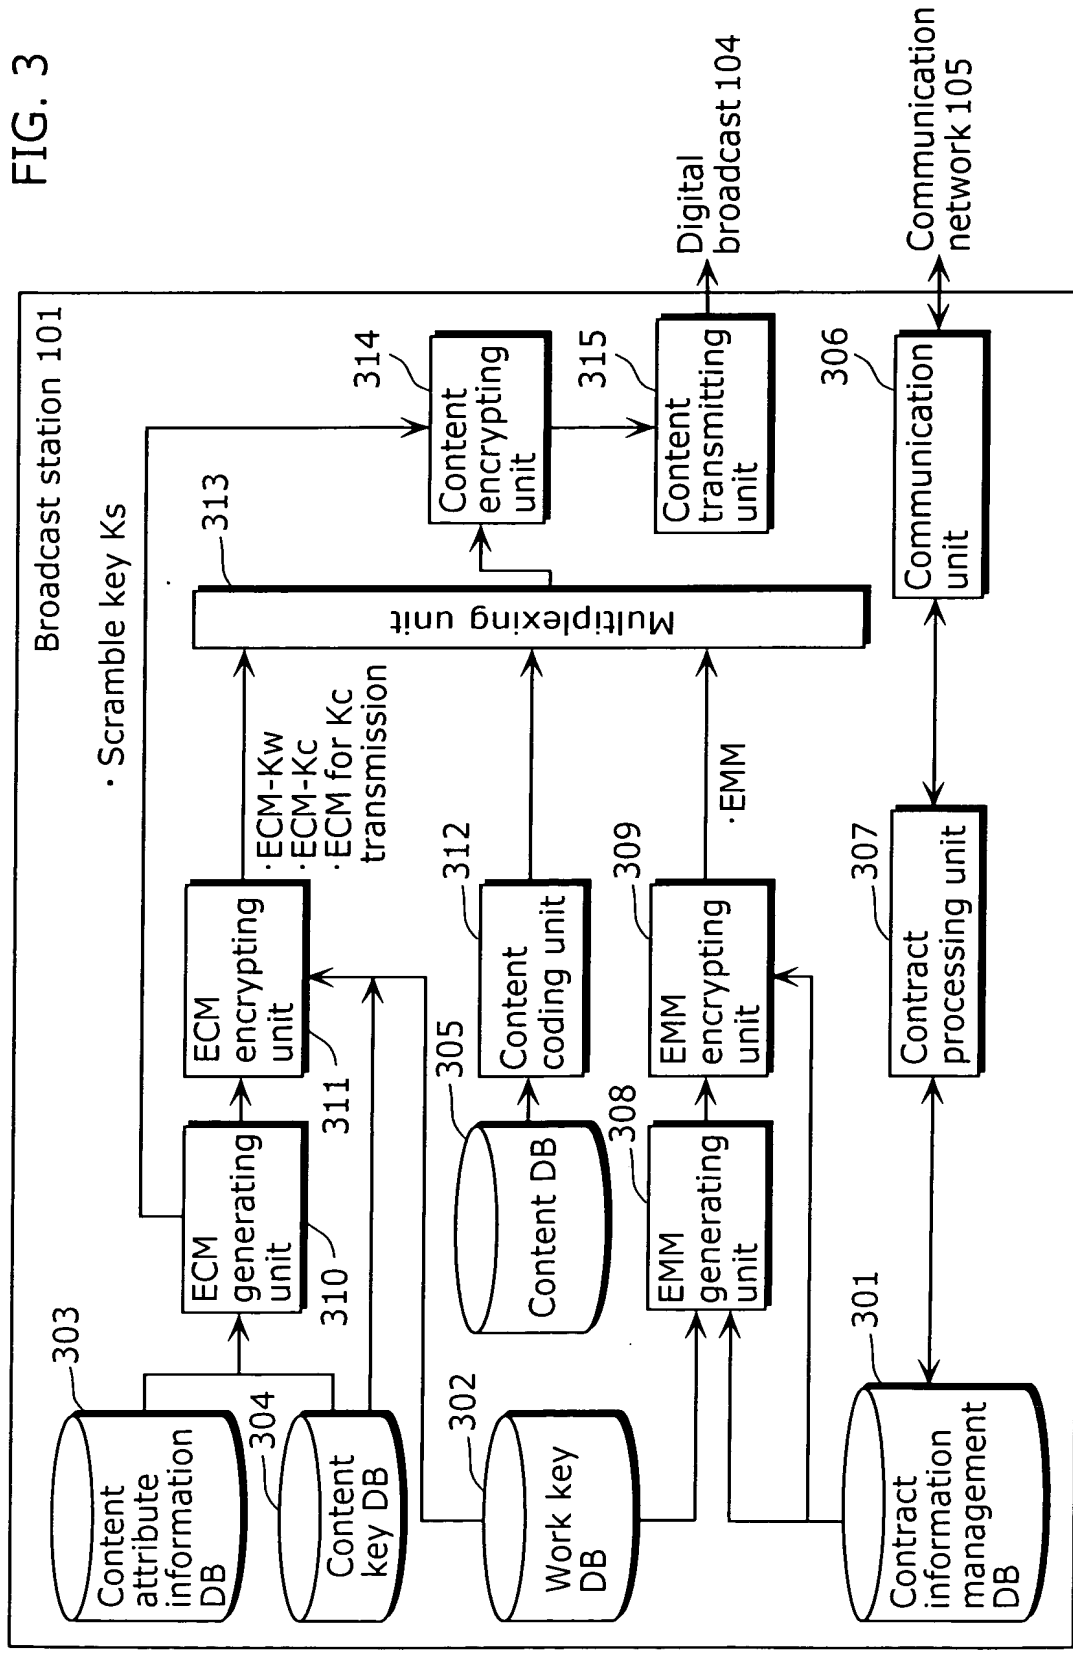 FIG. 3
Broadcast station 101
· Scramble key Ks
303
Content
attribute
information
DB
304
Content
key DB
302
Work key
DB
301
Contract
information
management
DB
ECM
generating
unit
310
ECM
encrypting
unit
311
·ECM-Kw
·ECM-Kc
·ECM for Kc
transmission
305
Content DB
312
Content
coding unit
308
EMM
generating
unit
309
EMM
encrypting
unit
·EMM
307
Contract
processing unit
313
Multiplexing unit
314
Content
encrypting
unit
315
Content
transmitting
unit
306
Communication
unit
Digital
broadcast 104
Communication
network 105